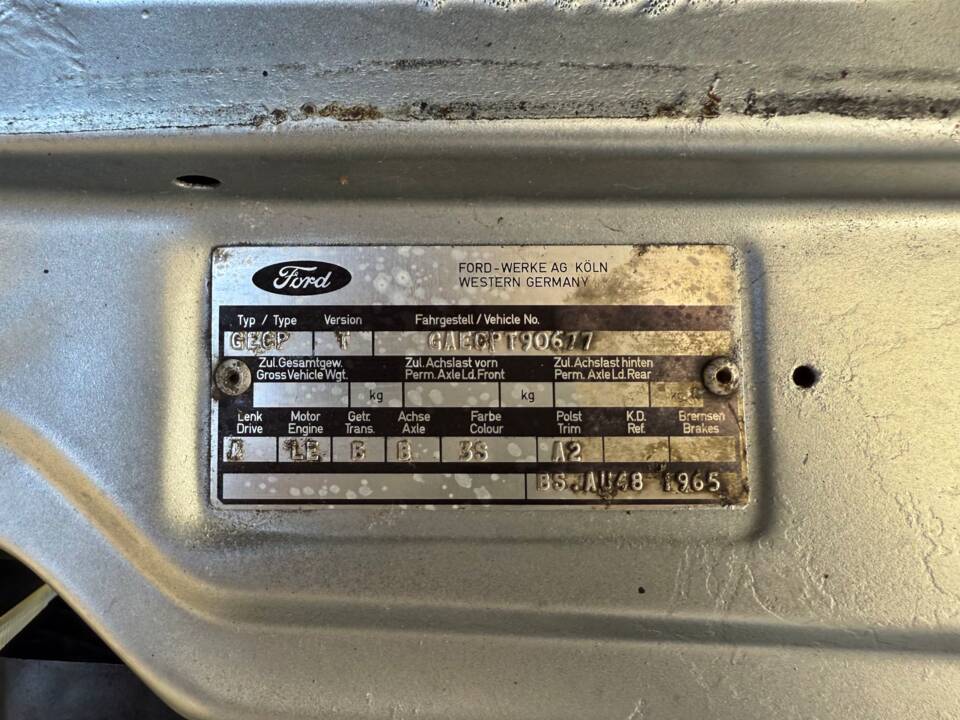 Ford
FORD-WERKE AG KÖLN
WESTERN GERMANY
Typ / Type Version Fahrgestell / Vehicle No.
GECP T GAECPT90677
Zul.Gesamtgew. Zul.Achslast vorn Zul.Achslast hinten
Gross Vehicle Wgt. Perm. Axle Ld. Front Perm. Axle Ld. Rear
kg kg kg
Lenk Motor Getr. Achse Farbe Polst K.D. Bremsen
Drive Engine Trans. Axle Colour Trim Ref. Brakes
LE B 3S A2
BSJAU48 1965